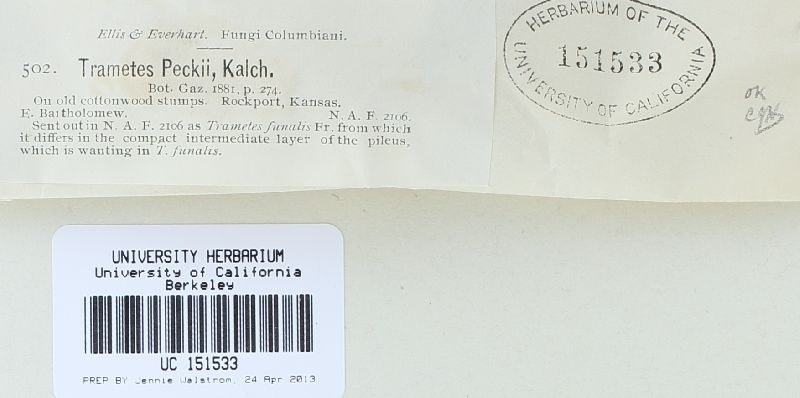 Ellis & Everhart. Fungi Columbiani.
502. Trametes Peckii, Kalch.
Bot. Gaz. 1881, p. 274.
On old cottonwood stumps. Rockport, Kansas.
E. Bartholomew. N. A. F. 2106.
Sent out in N. A. F. 2106 as Trametes funalis Fr. from which
it differs in the compact intermediate layer of the pileus,
which is wanting in T. funalis.
HERBARIUM OF THE
151533
UNIVERSITY OF CALIFORNIA
OK
UNIVERSITY HERBARIUM
University of California
Berkeley
UC 151533
PREP BY Jennie Walstrom, 24 Apr 2013